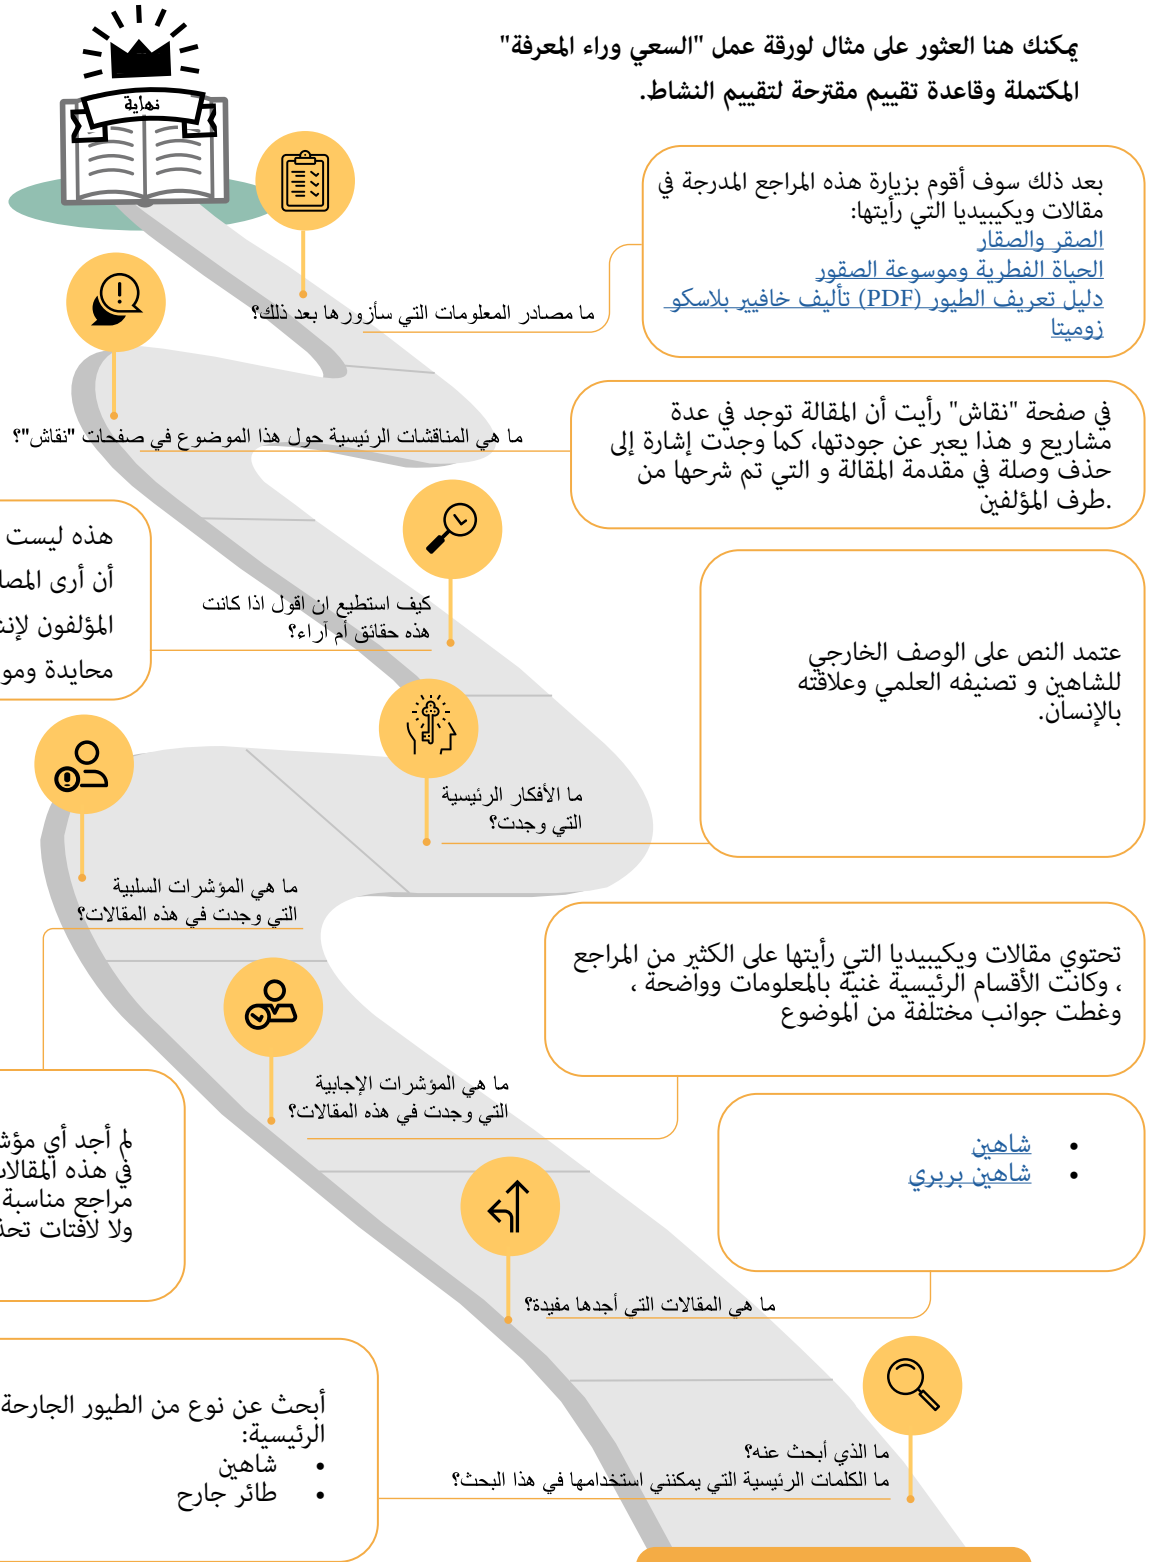 يمكنك هنا العثور على مثال لورقة عمل "السعي وراء المعرفة"
المكتملة وقاعدة تقييم مقترحة لتقييم النشاط.
نهاية
بعد ذلك سوف أقوم بزيارة هذه المراجع المدرجة في
مقالات ويكيبيديا التي رأيتها:
الصقر والصقار
الحياة الفطرية وموسوعة الصقور
دليل تعريف الطيور (PDF) تأليف خافيير بلاسكو
زوميتا
ما مصادر المعلومات التي سأزورها بعد ذلك؟
في صفحة "نقاش" رأيت أن المقالة توجد في عدة
مشاريع و هذا يعبر عن جودتها، كما وجدت إشارة إلى
حذف وصلة في مقدمة المقالة و التي تم شرحها من
.طرف المؤلفين
ما هي المناقشات الرئيسية حول هذا الموضوع في صفحات "نقاش"؟
هذه ليست
أن أرى
المؤلفون
محايدة
كيف استطيع ان اقول اذا كانت
هذه حقائق أم آراء؟
عتمد النص على الوصف الخارجي
للشاهين و تصنيفه العلمي وعلاقته
بالإنسان.
ما الأفكار الرئيسية
التي وجدت؟
ما هي المؤشرات السلبية
التي وجدت في هذه المقالات؟
تحتوي مقالات ويكيبيديا التي رأيتها على الكثير من المراجع
، وكانت الأقسام الرئيسية غنية بالمعلومات وواضحة ،
وغطت جوانب مختلفة من الموضوع
ما هي المؤشرات الإجابية
التي وجدت في هذه المقالات؟
لم أجد أي
في هذه
مراجع مناسبة
ولا لافتات
• شاهين
• شاهين بربري
ما هي المقالات التي أجدها مفيدة؟
أبحث عن نوع من الطيور الجارحة
الرئيسية:
• شاهين
• طائر جارح
ما الذي أبحث عنه؟
ما الكلمات الرئيسية التي يمكنني استخدامها في هذا البحث؟